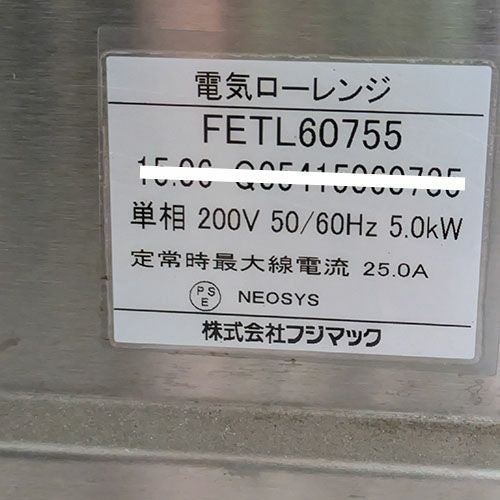 電気ローレンジ
FETL60755
単相 200V 50/60Hz 5.0kW
定常時最大線電流 25.0A
PSE NEOSYS
株式会社フジマック